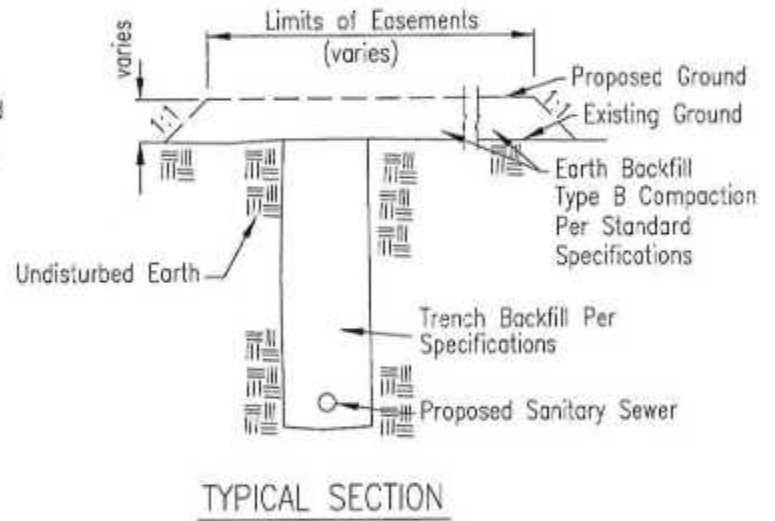 Limits of Easements
(varies)
varies
1:1
1:1
Proposed Ground
Existing Ground
Earth Backfill
Type B Compaction
Per Standard
Specifications
Undisturbed Earth
Trench Backfill Per
Specifications
Proposed Sanitary Sewer
TYPICAL SECTION